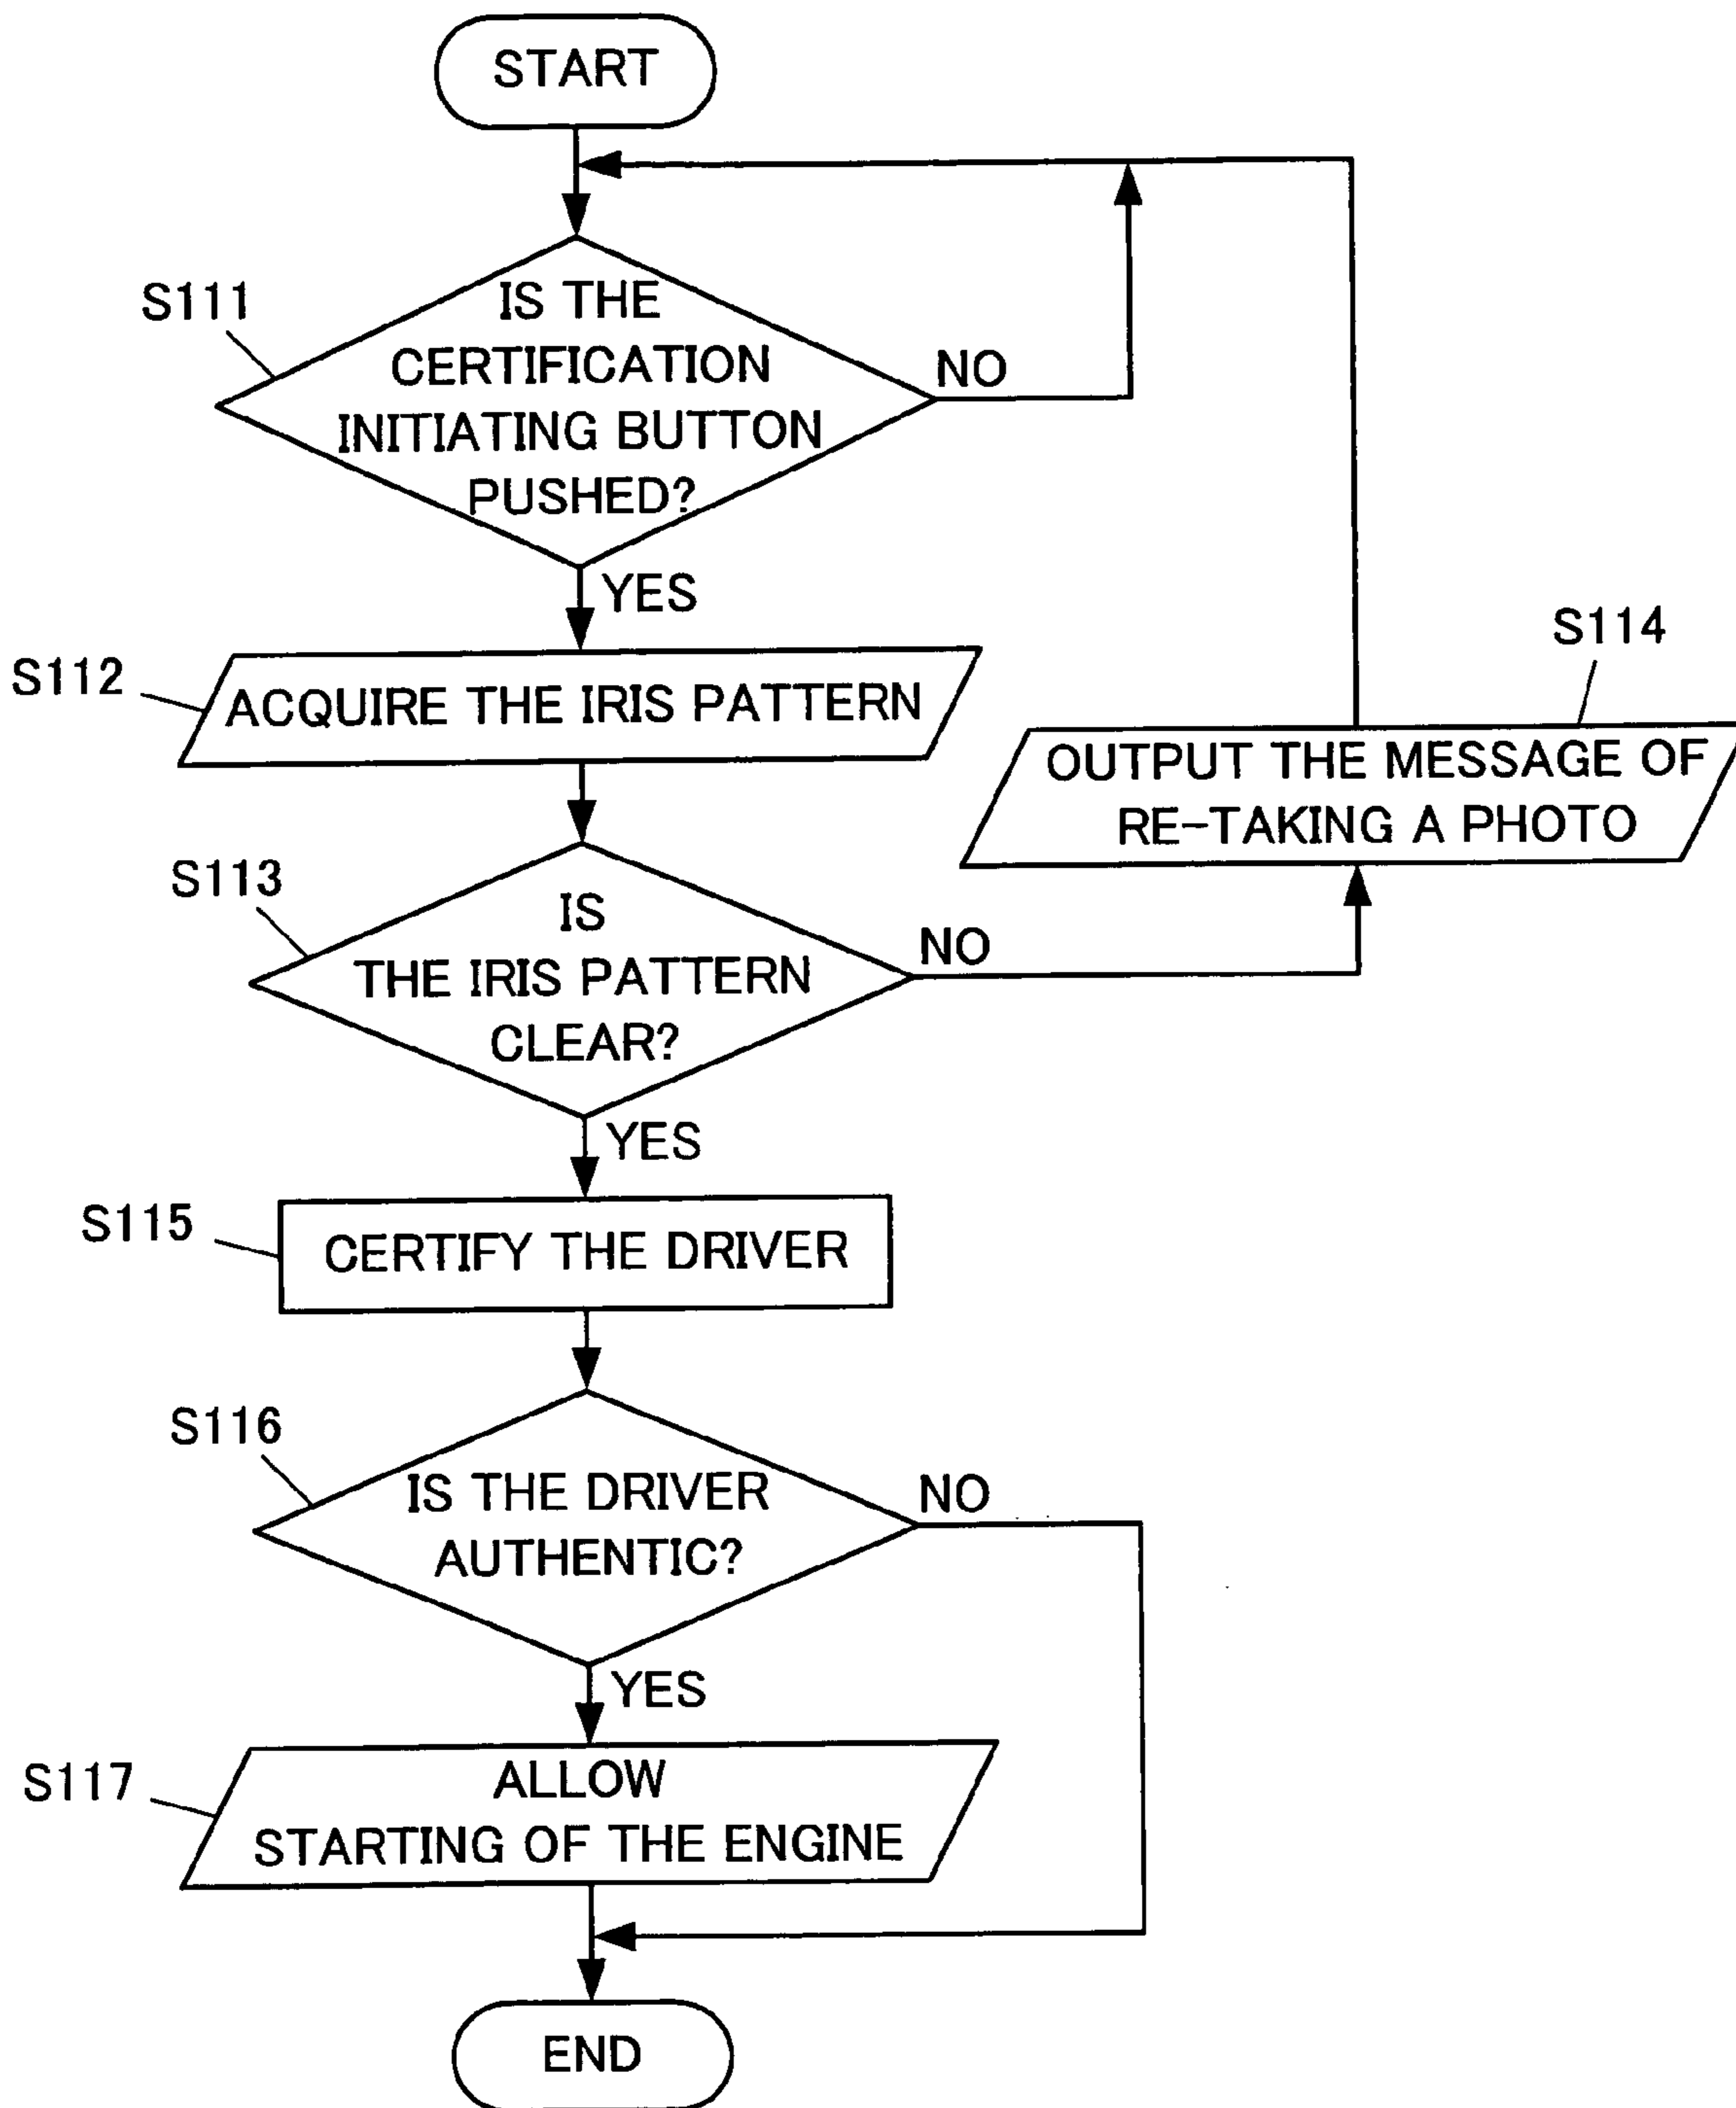 START
S111
IS THE
CERTIFICATION
INITIATING BUTTON
PUSHED?
NO
YES
S112
ACQUIRE THE IRIS PATTERN
S114
OUTPUT THE MESSAGE OF
RE-TAKING A PHOTO
S113
IS
THE IRIS PATTERN
CLEAR?
NO
YES
S115
CERTIFY THE DRIVER
S116
IS THE DRIVER
AUTHENTIC?
NO
YES
S117
ALLOW
STARTING OF THE ENGINE
END